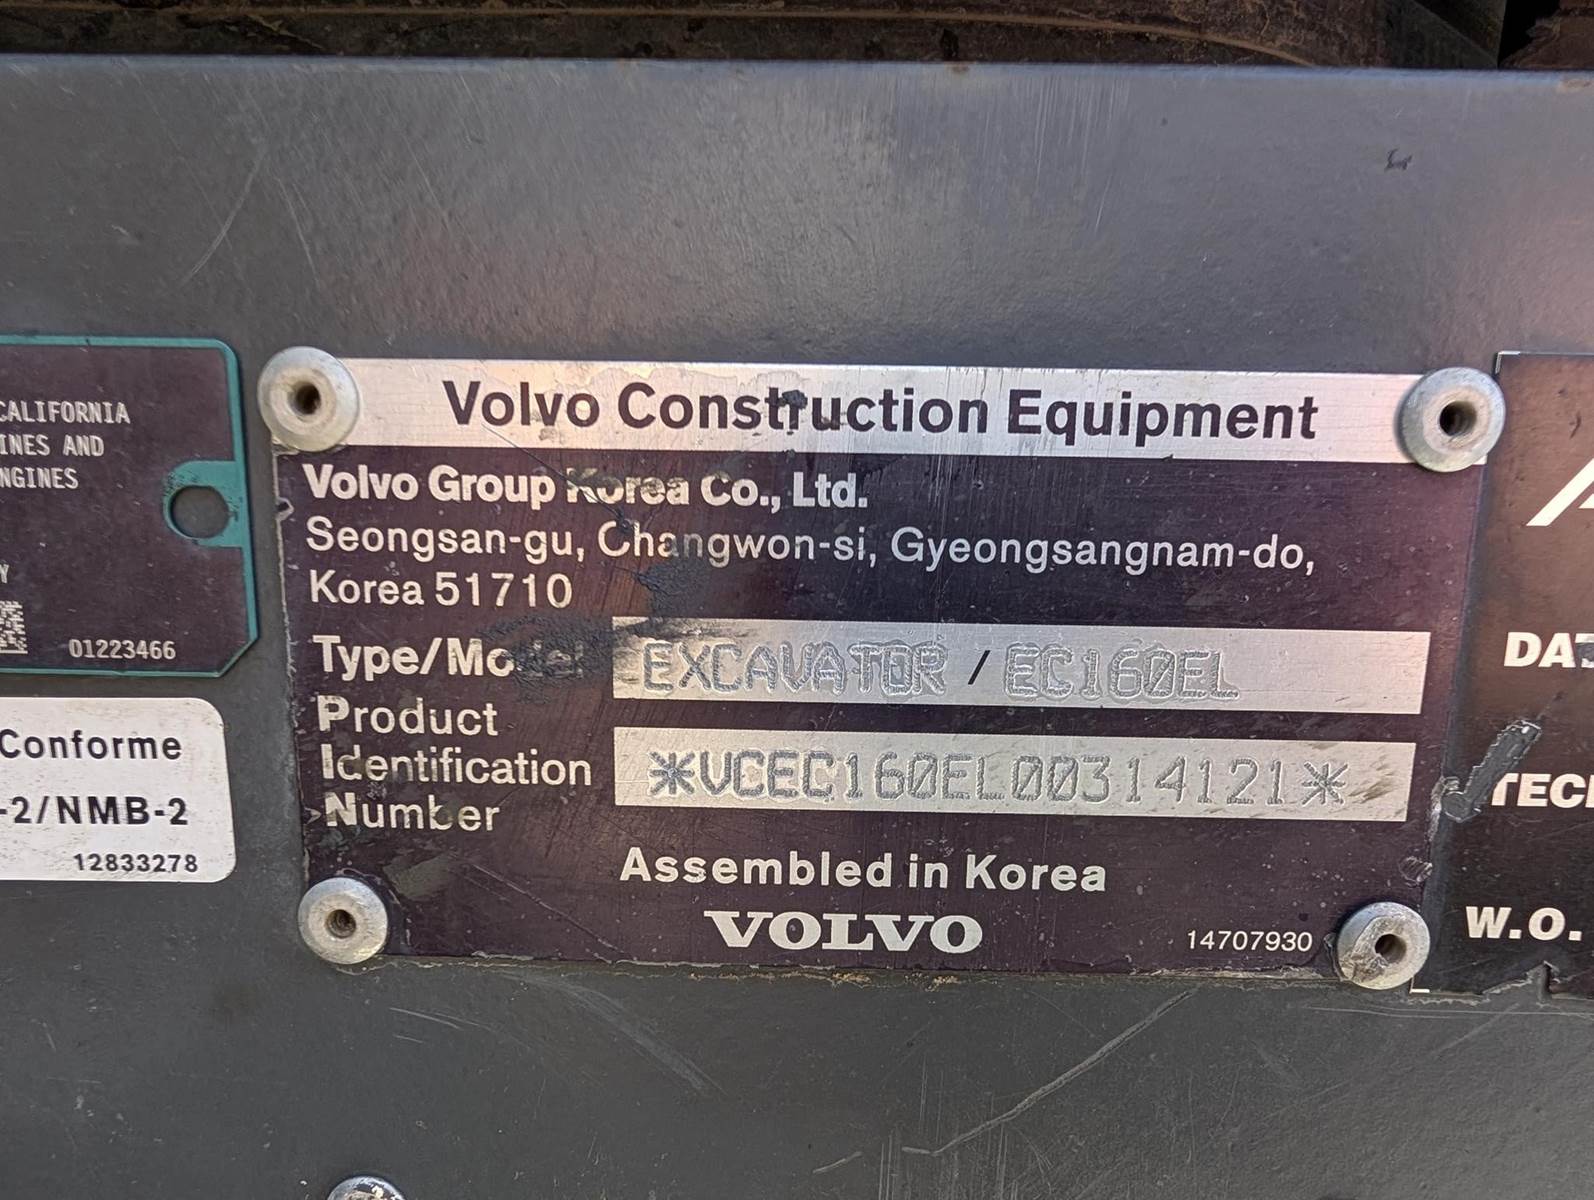 CALIFORNIA
INES AND
NGINES
Y
01223466
Conforme
-2/NMB-2
12833278
Volvo Construction Equipment
Volvo Group Korea Co., Ltd.
Seongsan-gu, Changwon-si, Gyeongsangnam-do,
Korea 51710
Type/Model EXCAVATOR / EC160EL
Product
Identification
Number
*VCEC160EL00314121*
Assembled in Korea
VOLVO
14707930
DAT
TECH
W.O.